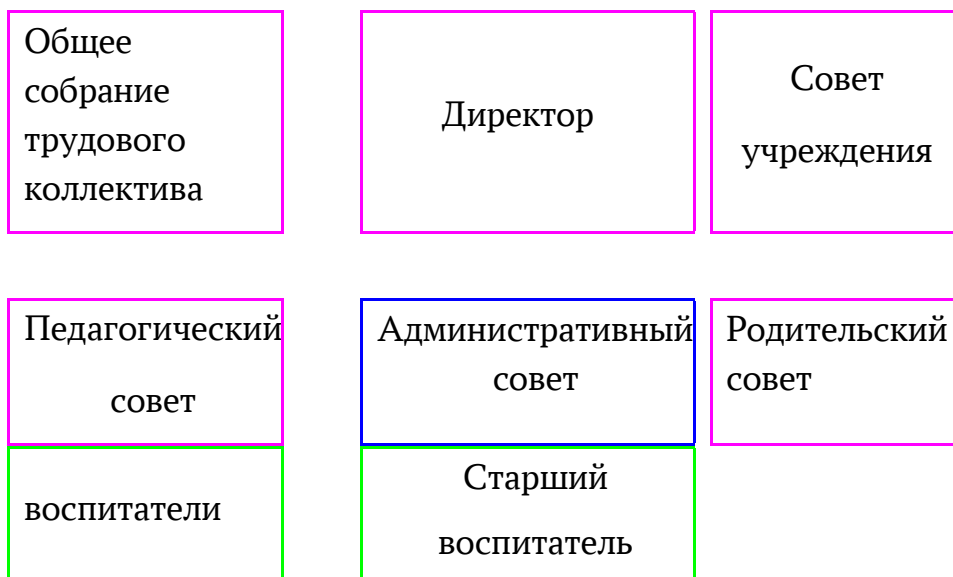 Общее
собрание
трудового
коллектива
Директор
Совет
учреждения
Педагогический
совет
Административный
совет
Родительский
совет
воспитатели
Старший
воспитатель